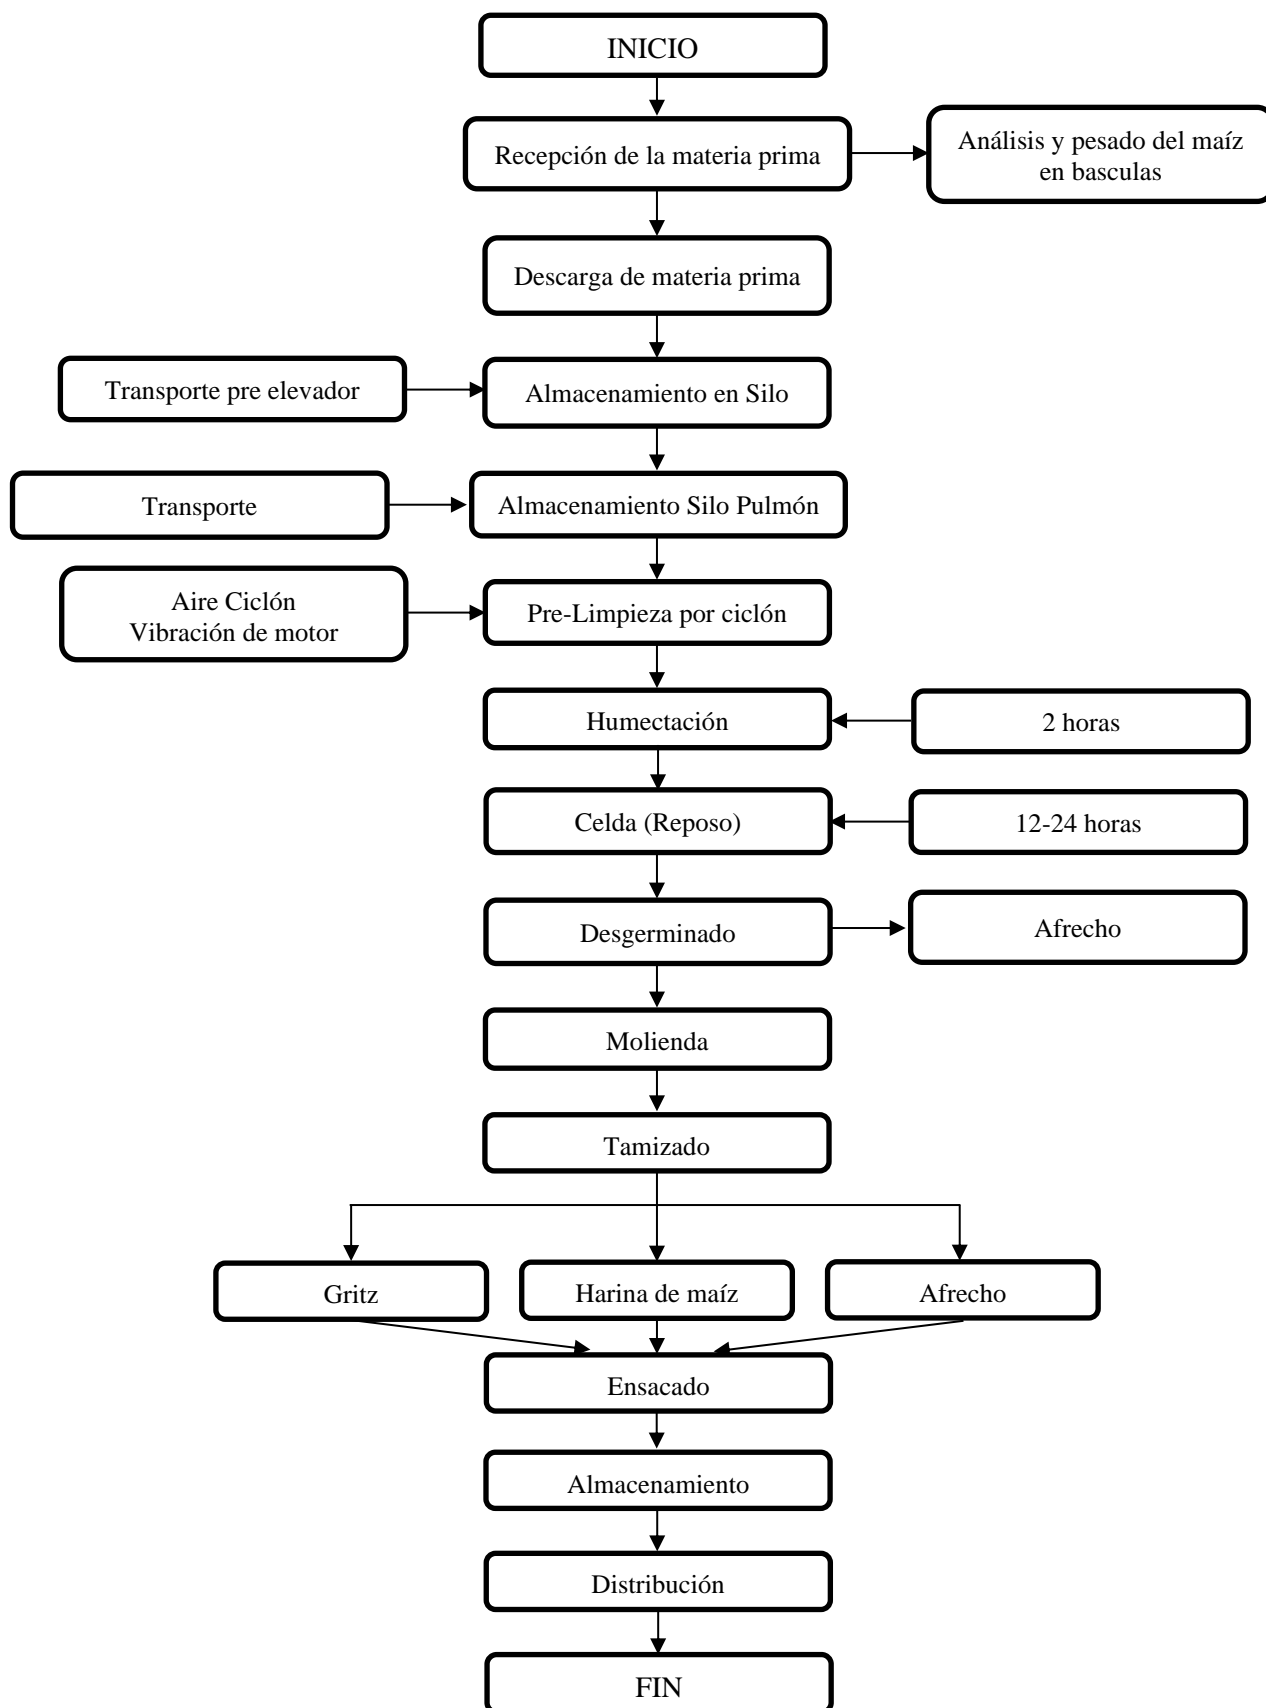 INICIO
Recepción de la materia prima
Análisis y pesado del maíz
en basculas
Descarga de materia prima
Transporte pre elevador
Almacenamiento en Silo
Transporte
Almacenamiento Silo Pulmón
Aire Ciclón
Vibración de motor
Pre-Limpieza por ciclón
Humectación
2 horas
Celda (Reposo)
12-24 horas
Desgerminado
Afrecho
Molienda
Tamizado
Gritz
Harina de maíz
Afrecho
Ensacado
Almacenamiento
Distribución
FIN